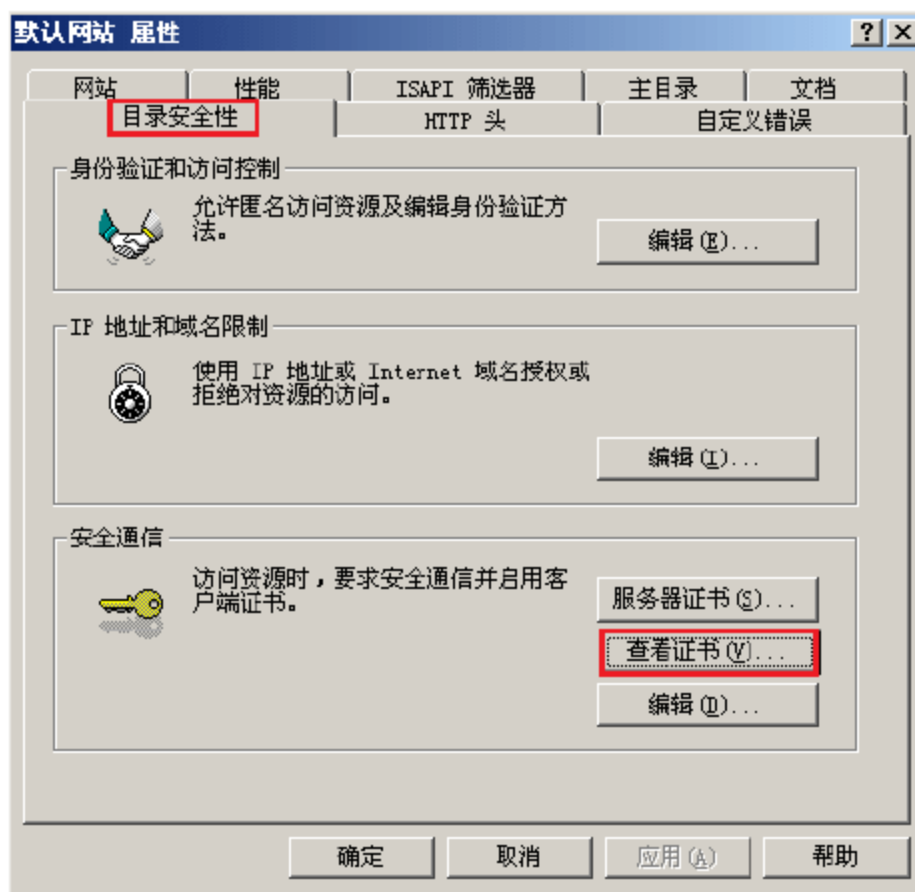 默认网站 属性
网站 性能 ISAPI 筛选器 主目录 文档
目录安全性 HTTP 头 自定义错误
身份验证和访问控制
允许匿名访问资源及编辑身份验证方
法。
编辑(E)...
IP 地址和域名限制
使用 IP 地址或 Internet 域名授权或
拒绝对资源的访问。
编辑(I)...
安全通信
访问资源时，要求安全通信并启用客
户端证书。
服务器证书(S)...
查看证书(V)...
编辑(D)...
确定 取消 应用(A) 帮助